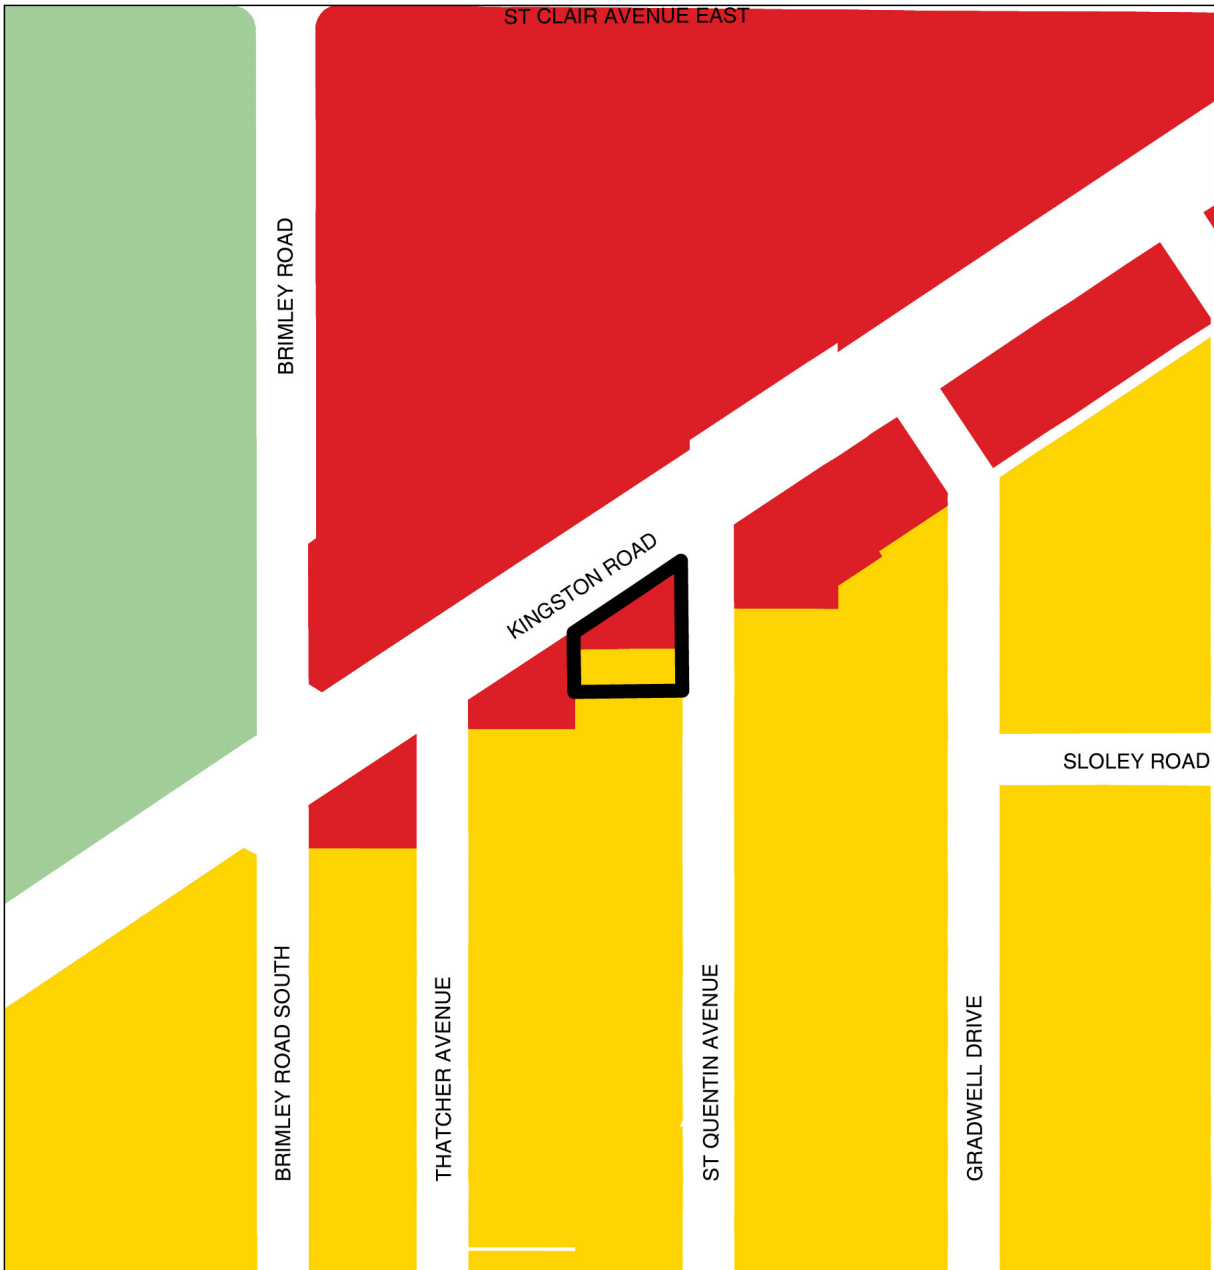 ST CLAIR AVENUE EAST
BRIMLEY ROAD
KINGSTON ROAD
SLOLEY ROAD
BRIMLEY ROAD SOUTH
THATCHER AVENUE
ST QUENTIN AVENUE
GRADWELL DRIVE